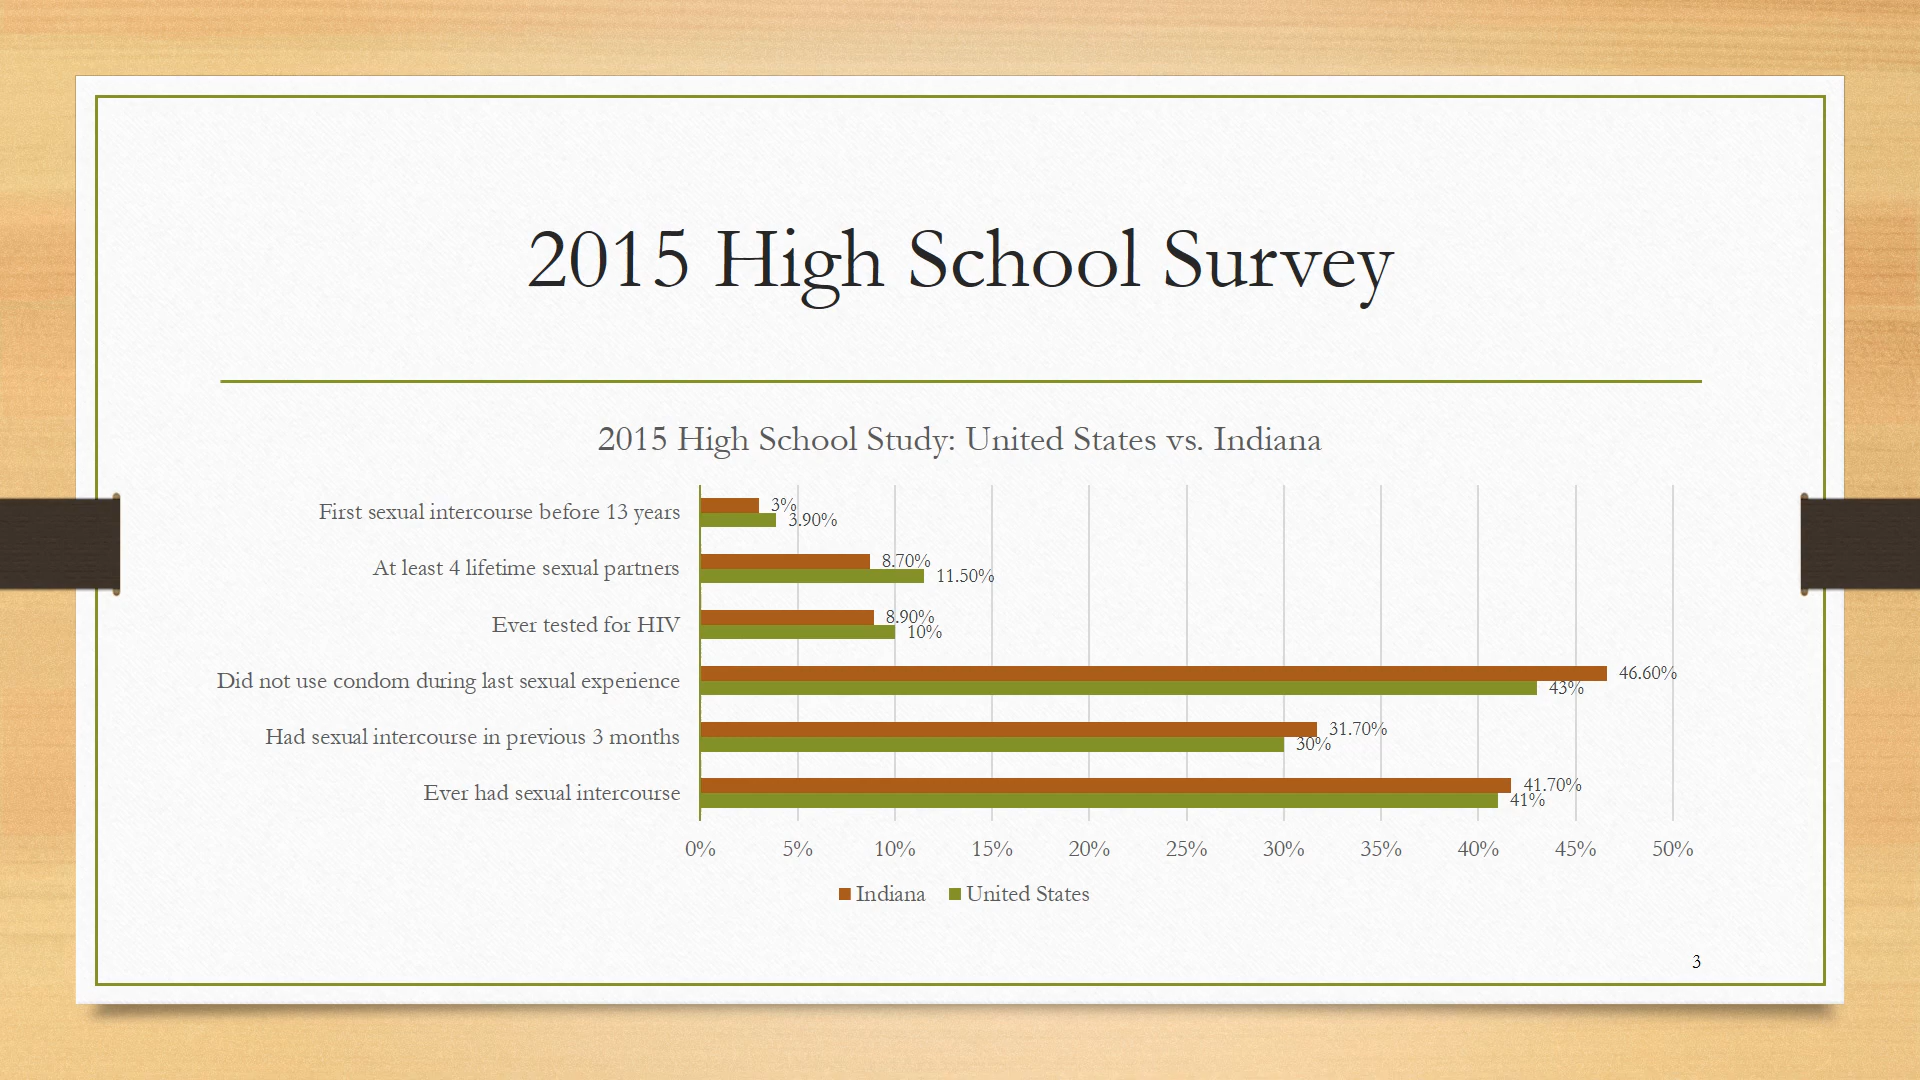 2015 High School Survey
2015 High School Study: United States vs. Indiana
First sexual intercourse before 13 years
3%
3.90%
At least 4 lifetime sexual partners
8.70%
11.50%
Ever tested for HIV
8.90%
10%
Did not use condom during last sexual experience
46.60%
43%
Had sexual intercourse in previous 3 months
31.70%
30%
Ever had sexual intercourse
41.70%
41%
0% 5% 10% 15% 20% 25% 30% 35% 40% 45% 50%
Indiana United States
3